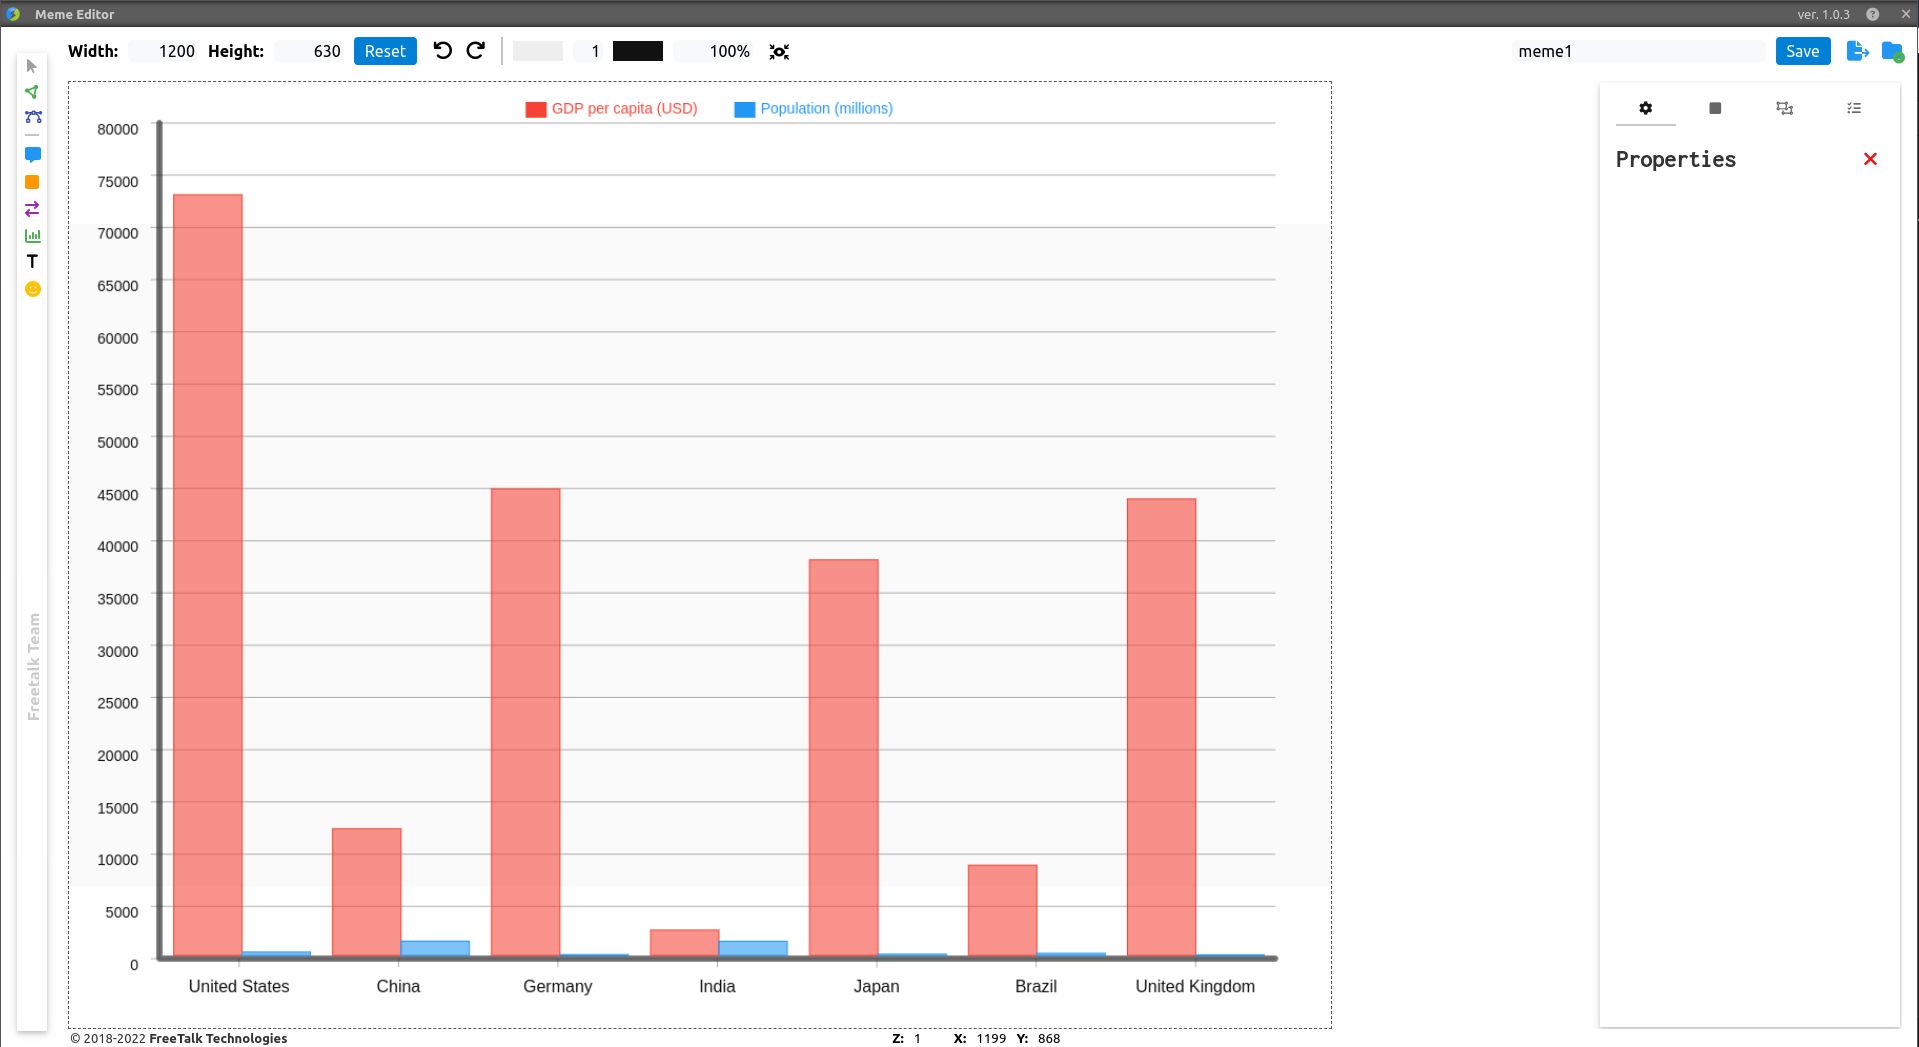 Meme Editor
ver. 1.0.3
Width: 1200 Height: 630 Reset 1 100% meme1 Save
Properties
GDP per capita (USD) Population (millions)
80000
75000
70000
65000
60000
55000
50000
45000
40000
35000
30000
25000
20000
15000
10000
5000
0
United States China Germany India Japan Brazil United Kingdom
T
Freetalk Team
© 2018-2022 FreeTalk Technologies
Z: 1 X: 1199 Y: 868